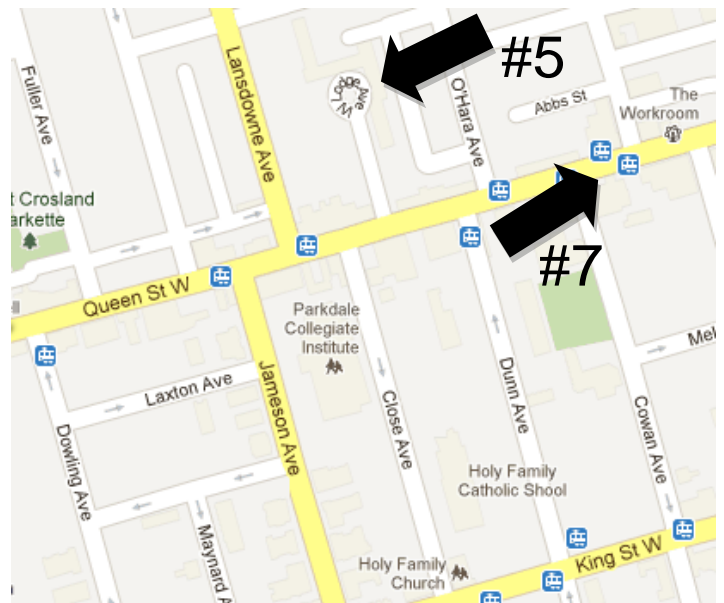 #5
Fuller Ave
Lansdowne Ave
W Lodge Ave
O'Hara Ave
Abbs St
The
Workroom
t Crosland
arkette
#7
Queen St W
Parkdale
Collegiate
Institute
Mel
Laxton Ave
Jameson Ave
Close Ave
Dunn Ave
Cowan Ave
Dowling Ave
Holy Family
Catholic Shool
Maynard A
King St W
Holy Family
Church